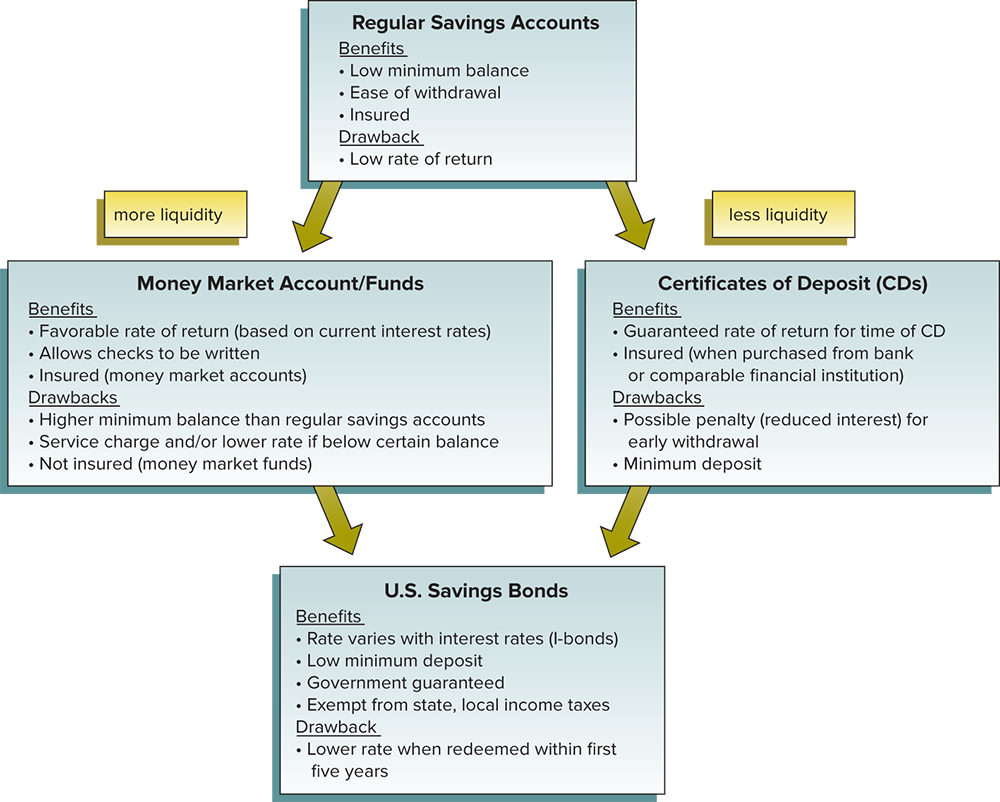 Regular Savings Accounts
Benefits
• Low minimum balance
• Ease of withdrawal
• Insured
Drawback
• Low rate of return
more liquidity
less liquidity
Money Market Account/Funds
Benefits
• Favorable rate of return (based on current interest rates)
• Allows checks to be written
• Insured (money market accounts)
Drawbacks
• Higher minimum balance than regular savings accounts
• Service charge and/or lower rate if below certain balance
• Not insured (money market funds)
Certificates of Deposit (CDs)
Benefits
• Guaranteed rate of return for time of CD
• Insured (when purchased from bank
or comparable financial institution)
Drawbacks
• Possible penalty (reduced interest) for
early withdrawal
• Minimum deposit
U.S. Savings Bonds
Benefits
• Rate varies with interest rates (I-bonds)
• Low minimum deposit
• Government guaranteed
• Exempt from state, local income taxes
Drawback
• Lower rate when redeemed within first
five years